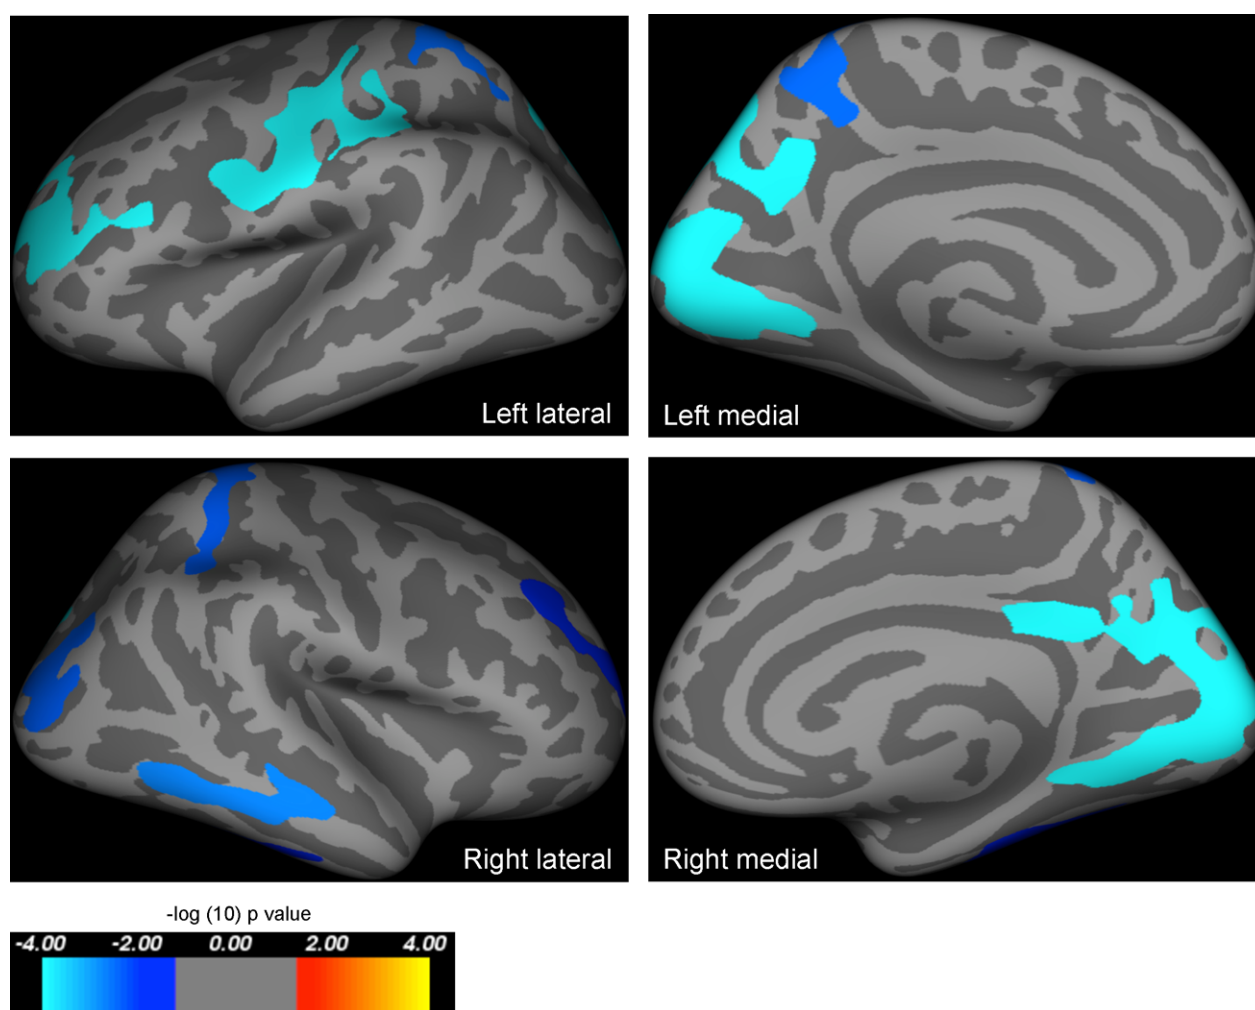 Left lateral
Left medial
Right lateral
Right medial
-log (10) p value
-4.00 -2.00 0.00 2.00 4.00